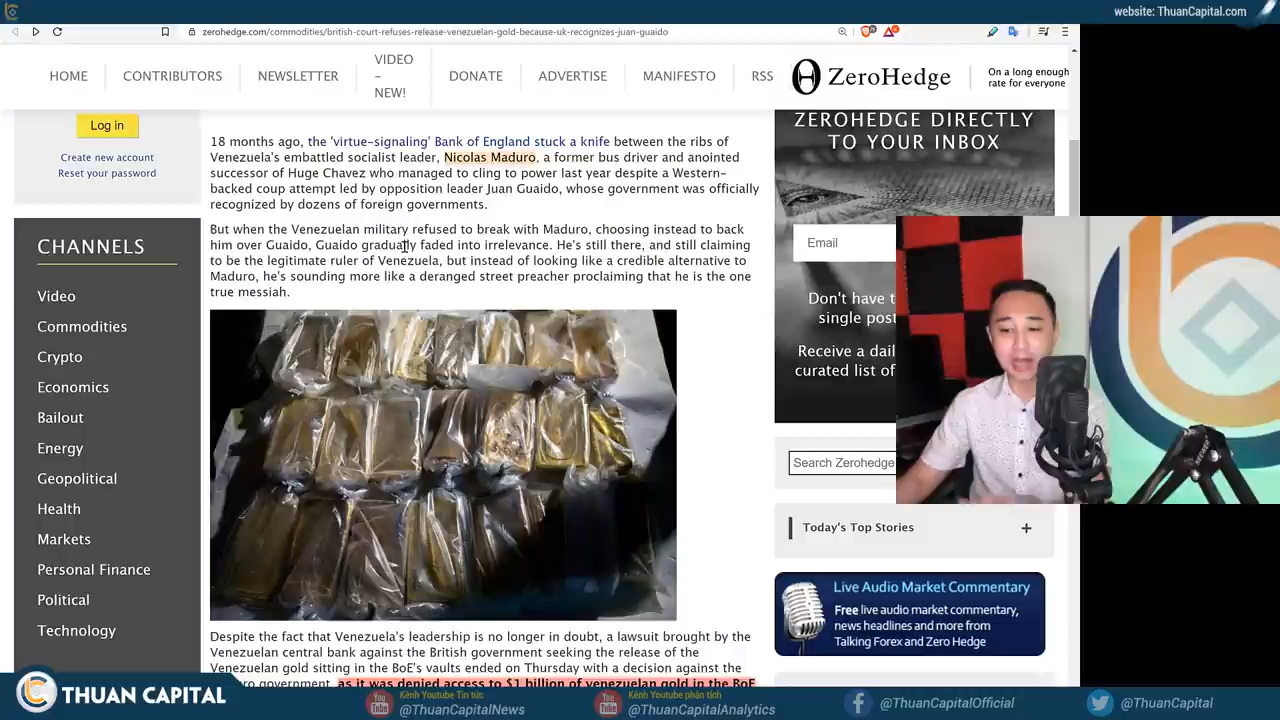 website: ThuanCapital.com
zerohedge.com/commodities/british-court-refuses-release-venezuelan-gold-because-uk-recognizes-juan-guaido
HOME
CONTRIBUTORS
NEWSLETTER
VIDEO
–
NEW!
DONATE
ADVERTISE
MANIFESTO
RSS
ZeroHedge
On a long enough
rate for everyone
Log in
Create new account
Reset your password
CHANNELS
Video
Commodities
Crypto
Economics
Bailout
Energy
Geopolitical
Health
Markets
Personal Finance
Political
Technology
18 months ago, the 'virtue-signaling' Bank of England stuck a knife between the ribs of
Venezuela's embattled socialist leader, Nicolas Maduro, a former bus driver and anointed
successor of Huge Chavez who managed to cling to power last year despite a Western-
backed coup attempt led by opposition leader Juan Guaido, whose government was officially
recognized by dozens of foreign governments.
But when the Venezuelan military refused to break with Maduro, choosing instead to back
him over Guaido, Guaido gradually faded into irrelevance. He's still there, and still claiming
to be the legitimate ruler of Venezuela, but instead of looking like a credible alternative to
Maduro, he's sounding more like a deranged street preacher proclaiming that he is the one
true messiah.
Despite the fact that Venezuela's leadership is no longer in doubt, a lawsuit brought by the
Venezuelan central bank against the British government seeking the release of the
Venezuelan gold sitting in the BoE's vaults ended on Thursday with a decision against the
government, as it was denied access to $1 billion of venezuelan gold in the BoE
ZEROHEDGE DIRECTLY
TO YOUR INBOX
Email
Don't have t
single post
Receive a dail
curated list of
Search Zerohedge
Today's Top Stories
+
Live Audio Market Commentary
Free live audio market commentary,
news headlines and more from
Talking Forex and Zero Hedge
THUAN CAPITAL
You
Tube
Kênh Youtube Tin tức
@ThuanCapitalNews
You
Tube
Kênh Youtube phân tích
@ThuanCapitalAnalytics
@ThuanCapitalOfficial
@ThuanCapital